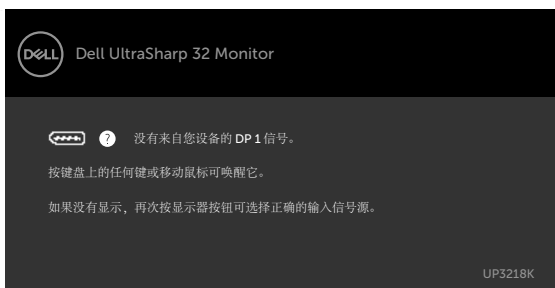 DELL
Dell UltraSharp 32 Monitor
? 没有来自您设备的 DP 1 信号。
按键盘上的任何键或移动鼠标可唤醒它。
如果没有显示，再次按显示器按钮可选择正确的输入信号源。
UP3218K